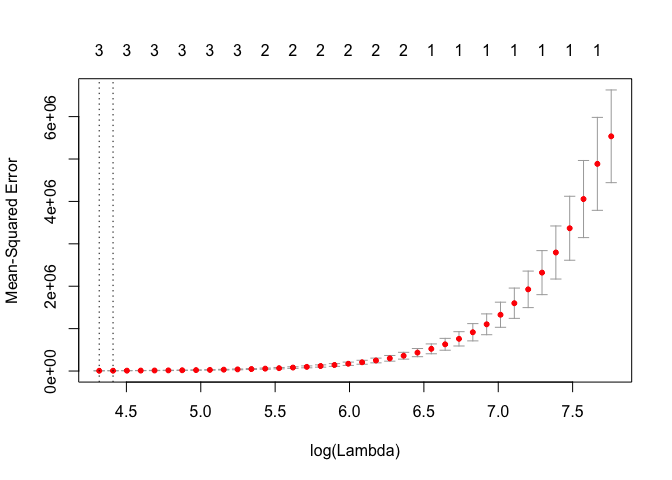 3 3 3 3 3 3 2 2 2 2 2 2 1 1 1 1 1 1 1
Mean-Squared Error
6e+06
4e+06
2e+06
0e+00
4.5 5.0 5.5 6.0 6.5 7.0 7.5
log(Lambda)